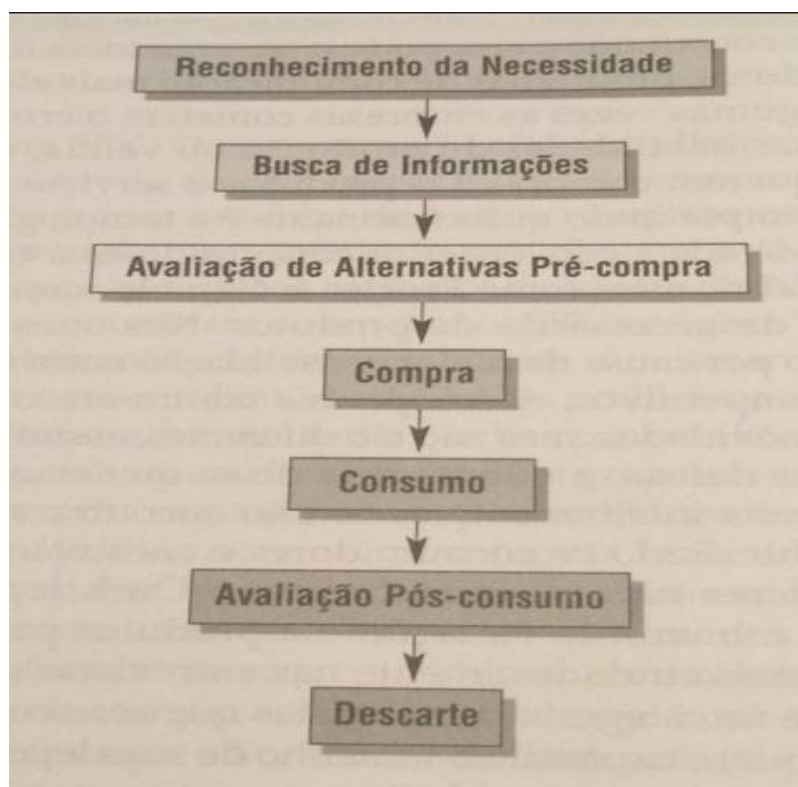 Reconhecimento da Necessidade
Busca de Informações
Avaliação de Alternativas Pré-compra
Compra
Consumo
Avaliação Pós-consumo
Descarte